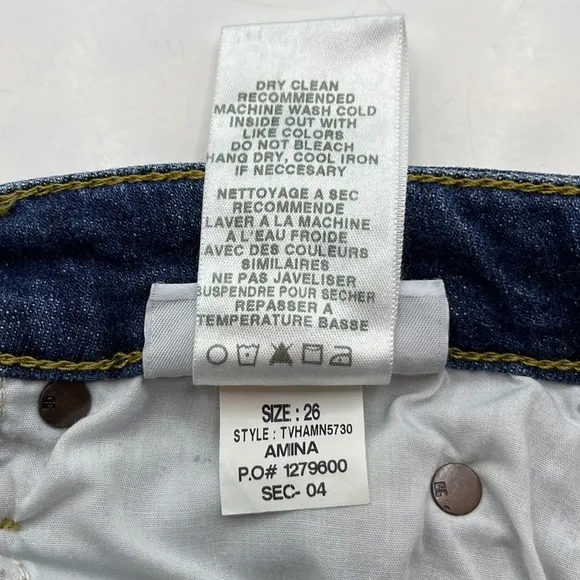 DRY CLEAN
RECOMMENDED
MACHINE WASH COLD
INSIDE OUT WITH
LIKE COLORS
DO NOT BLEACH
HANG DRY, COOL IRON
IF NECCESARY
NETTOYAGE A SEC
RECOMMENDE
LAVER A LA MACHINE
A L'EAU FROIDE
AVEC DES COULEURS
SIMILAIRES
NE PAS JAVELISER
SUSPENDRE POUR SECHER
REPASSER A
TEMPERATURE BASSE
SIZE : 26
STYLE : TVHAMN5730
AMINA
P.O# 1279600
SEC- 04